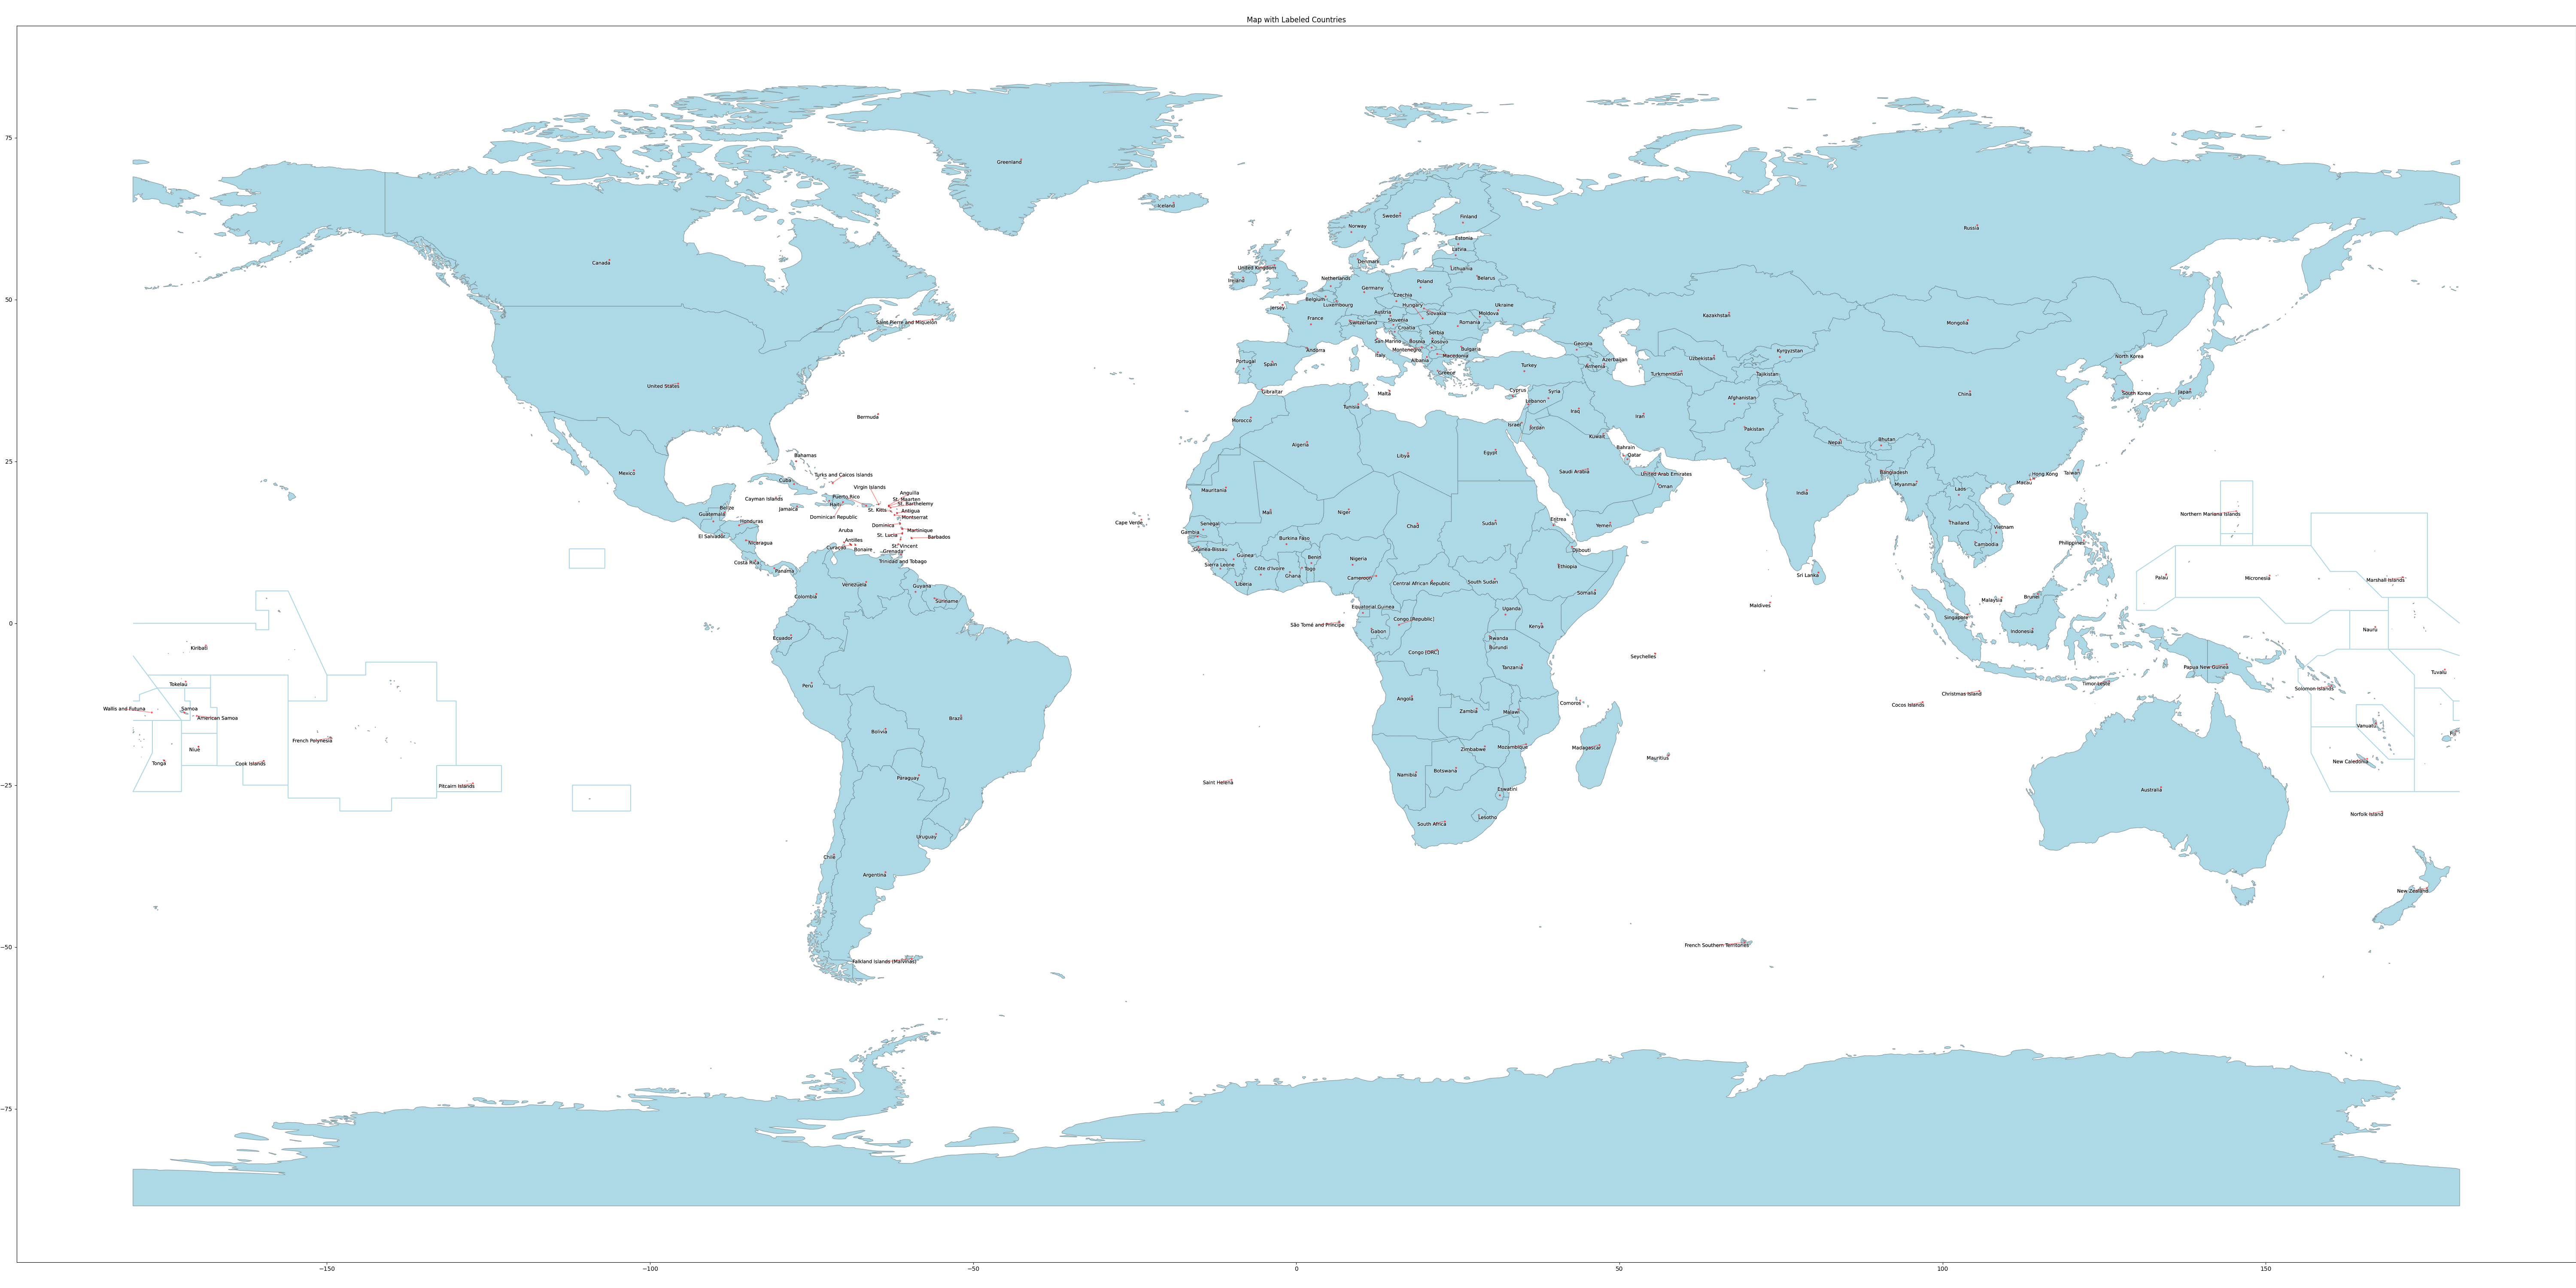 Map with Labeled Countries
75
50
25
0
−25
−50
−75
Greenland
Iceland
Canada
Saint Pierre and Miquelon
United States
Bermuda
Mexico
Bahamas
Turks and Caicos Islands
Cuba
Virgin Islands
Anguilla
Cayman Islands
Puerto Rico
St. Maarten
St. Barthelemy
Haiti
Jamaica
St. Kitts
Antigua
Belize
Guatemala
Dominican Republic
Montserrat
Honduras
Dominica
Martinique
El Salvador
Aruba
St. Lucia
Barbados
Nicaragua
Antilles
Curaçao
Bonaire
St. Vincent
Grenada
Costa Rica
Trinidad and Tobago
Panama
Venezuela
Guyana
Colombia
Suriname
Ecuador
Peru
Brazil
Bolivia
Paraguay
Uruguay
Chile
Argentina
Falkland Islands (Malvinas)
Kiribati
Tokelau
Wallis and Futuna
Samoa
American Samoa
French Polynesia
Niue
Tonga
Cook Islands
Pitcairn Islands
Sweden
Finland
Norway
Estonia
Latvia
Denmark
United Kingdom
Lithuania
Ireland
Netherlands
Belarus
Poland
Germany
Czechia
Belgium
Luxembourg
Jersey
Hungary
Ukraine
Austria
Slovakia
Moldova
France
Slovenia
Switzerland
Romania
Croatia
Serbia
San Marino
Bosnia
Kosovo
Andorra
Montenegro
Bulgaria
Italy
Macedonia
Portugal
Spain
Albania
Greece
Gibraltar
Malta
Russia
Kazakhstan
Mongolia
Georgia
Azerbaijan
Armenia
Uzbekistan
Kyrgyzstan
Turkey
Turkmenistan
Tajikistan
North Korea
Cyprus
Syria
Lebanon
Afghanistan
China
South Korea
Japan
Iraq
Iran
Israel
Jordan
Pakistan
Kuwait
Nepal
Bhutan
Bahrain
Qatar
Saudi Arabia
United Arab Emirates
Bangladesh
Hong Kong
Taiwan
Oman
India
Myanmar
Macau
Laos
Yemen
Thailand
Vietnam
Cambodia
Philippines
Sri Lanka
Maldives
Malaysia
Brunei
Singapore
Indonesia
Timor-Leste
Christmas Island
Cocos Islands
Tunisia
Morocco
Algeria
Libya
Egypt
Mauritania
Mali
Niger
Chad
Sudan
Eritrea
Cape Verde
Senegal
Gambia
Guinea-Bissau
Burkina Faso
Djibouti
Guinea
Benin
Nigeria
Sierra Leone
Côte d'Ivoire
Togo
Ghana
Ethiopia
Liberia
Cameroon
Central African Republic
South Sudan
Somalia
Equatorial Guinea
Uganda
São Tomé and Príncipe
Congo [Republic]
Gabon
Kenya
Rwanda
Burundi
Congo [DRC]
Seychelles
Tanzania
Angola
Comoros
Zambia
Malawi
Zimbabwe
Mozambique
Madagascar
Mauritius
Namibia
Botswana
Saint Helena
Eswatini
Lesotho
South Africa
French Southern Territories
Northern Mariana Islands
Palau
Micronesia
Marshall Islands
Nauru
Papua New Guinea
Tuvalu
Solomon Islands
Vanuatu
Fiji
New Caledonia
Australia
Norfolk Island
New Zealand
−150
−100
−50
0
50
100
150